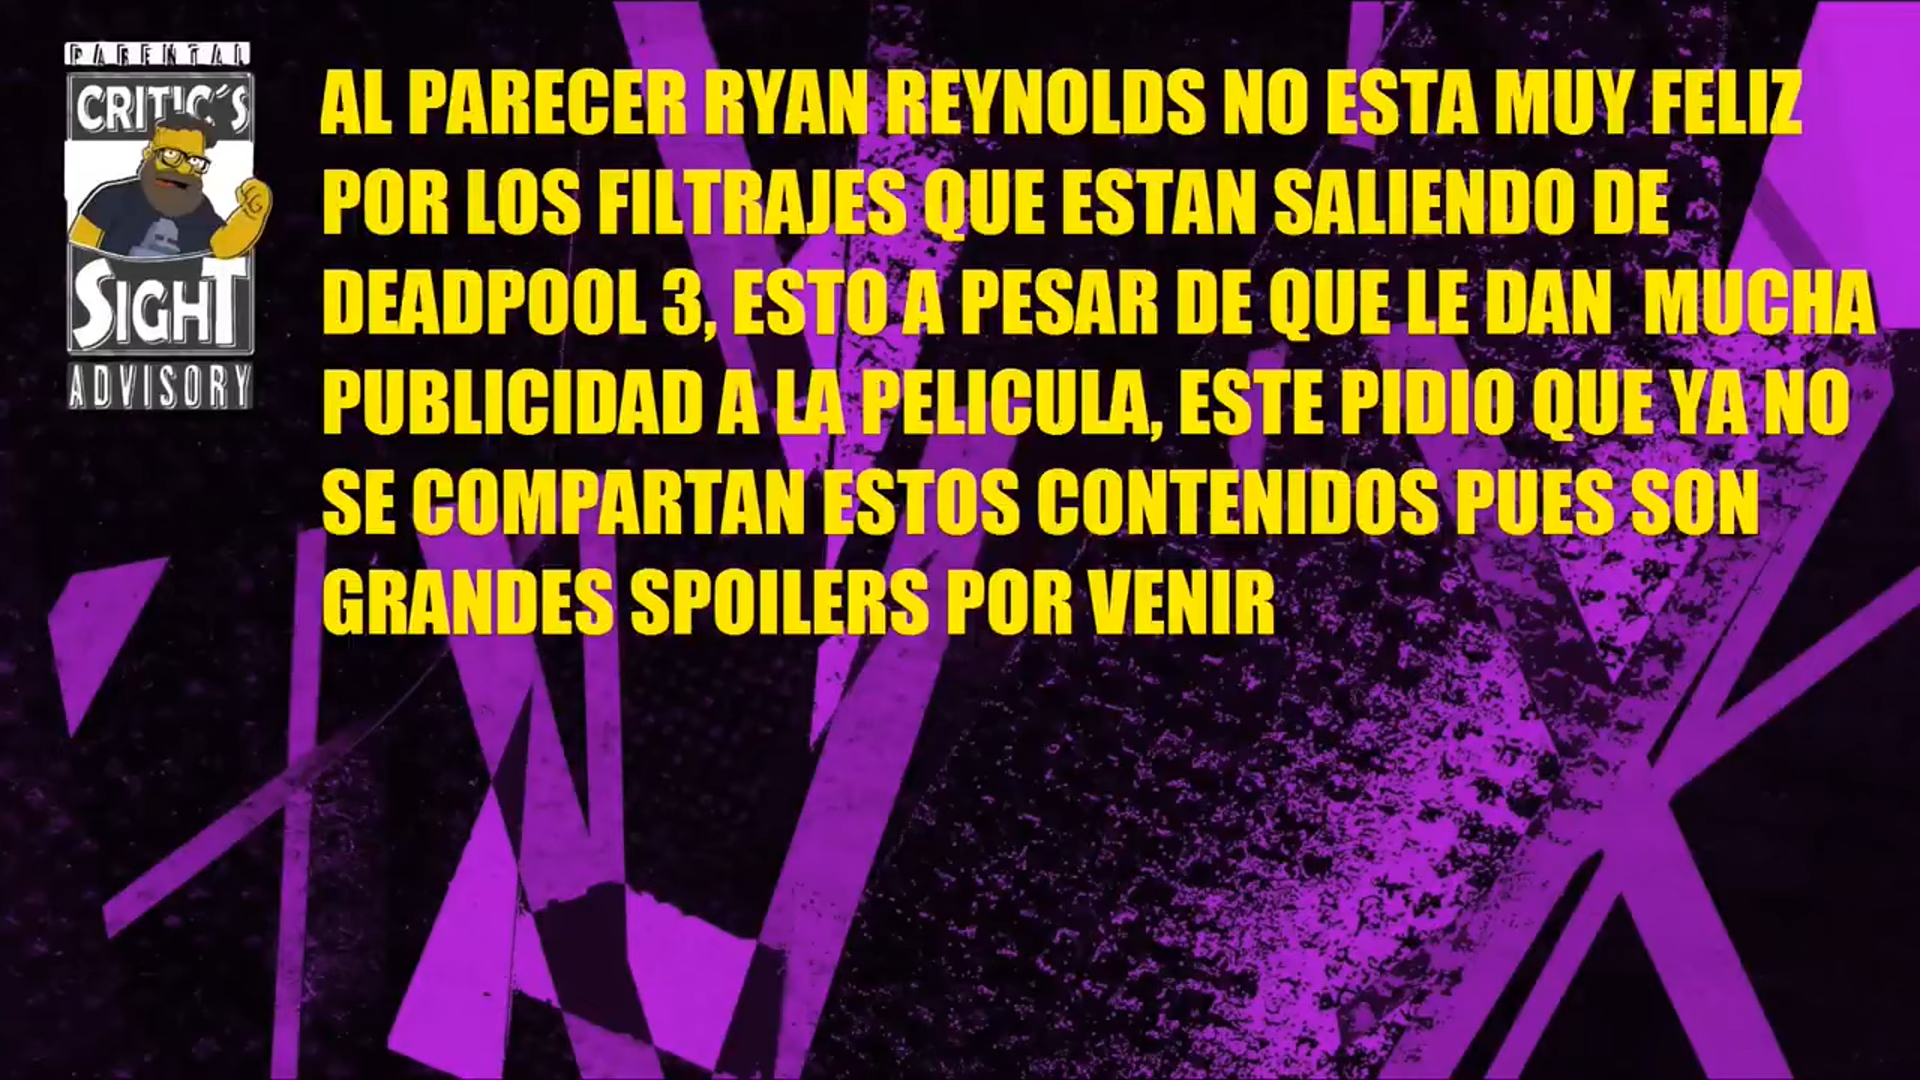 PARENTAL
CRITIC´S
SIGHT
ADVISORY
AL PARECER RYAN REYNOLDS NO ESTA MUY FELIZ
POR LOS FILTRAJES QUE ESTAN SALIENDO DE
DEADPOOL 3, ESTO A PESAR DE QUE LE DAN MUCHA
PUBLICIDAD A LA PELICULA, ESTE PIDIO QUE YA NO
SE COMPARTAN ESTOS CONTENIDOS PUES SON
GRANDES SPOILERS POR VENIR